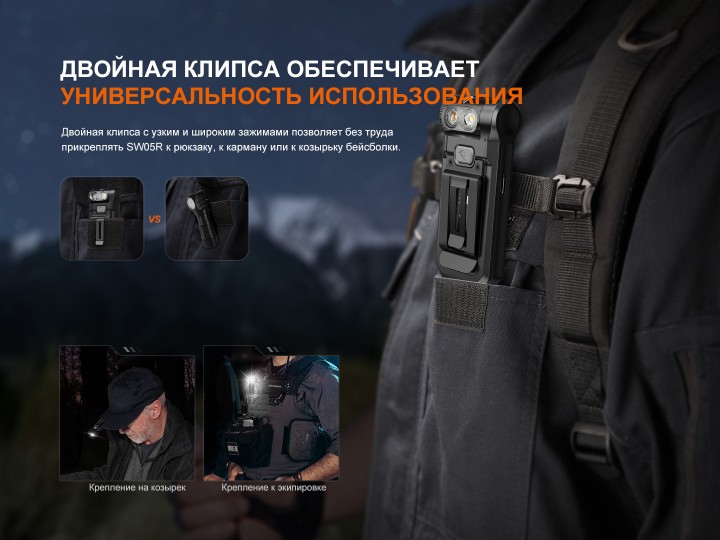 ДВОЙНАЯ КЛИПСА ОБЕСПЕЧИВАЕТ
УНИВЕРСАЛЬНОСТЬ ИСПОЛЬЗОВАНИЯ
Двойная клипса с узким и широким зажимами позволяет без труда
прикреплять SW05R к рюкзаку, к карману или к козырьку бейсболки.
VS
Крепление на козырек
Крепление к экипировке